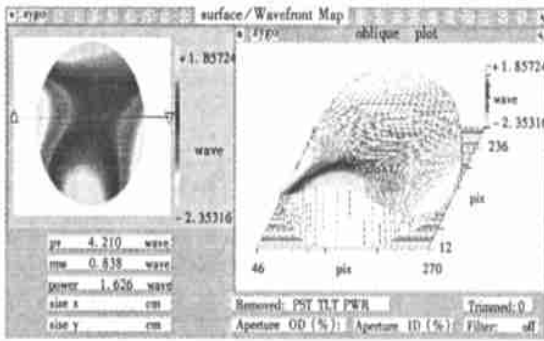 zygo surface/Wavefront Map
+1.85724
wave
-2.35316
pv 4.210 wave
rms 0.838 wave
power 1.626 wave
size x cm
size y cm
zygo oblique plot
+1.85724
wave
-2.35316
236
pix
12
46 pix 270
Removed: PST TLT PWR Trimmed: 0
Aperture OD (%): Aperture ID (%): Filter: off